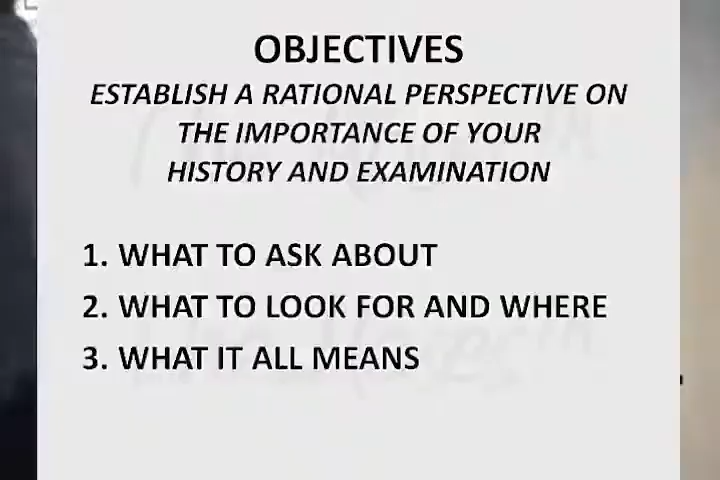 OBJECTIVES
ESTABLISH A RATIONAL PERSPECTIVE ON
THE IMPORTANCE OF YOUR
HISTORY AND EXAMINATION
1. WHAT TO ASK ABOUT
2. WHAT TO LOOK FOR AND WHERE
3. WHAT IT ALL MEANS